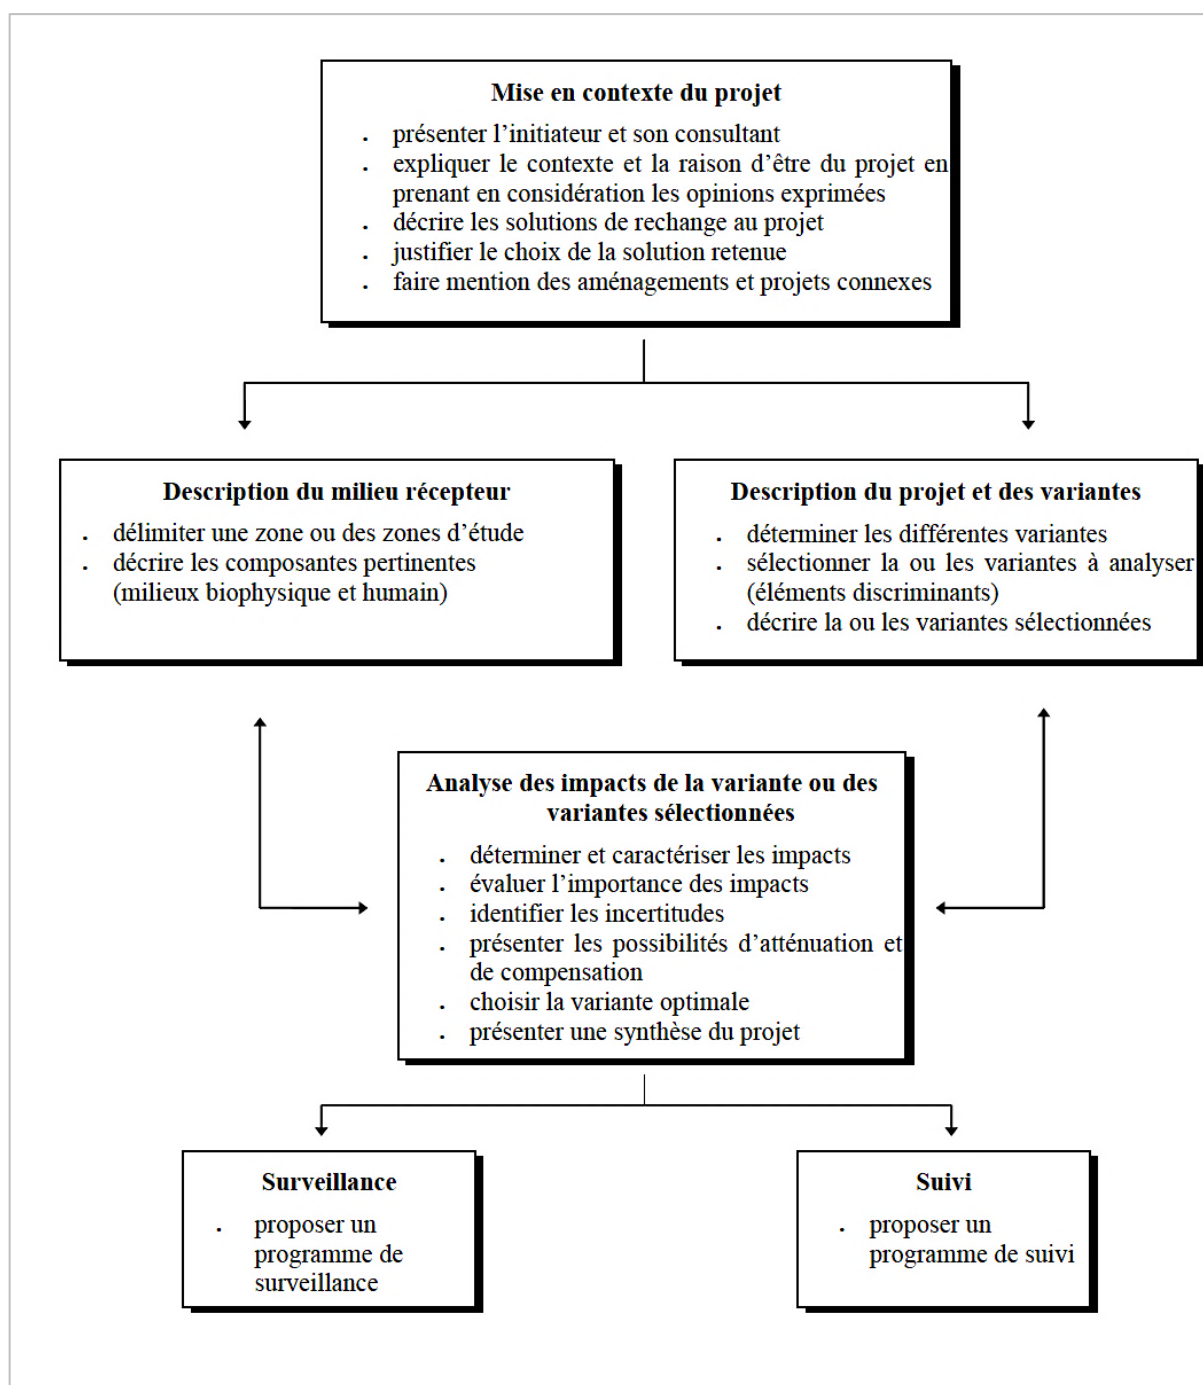 Mise en contexte du projet
. présenter l’initiateur et son consultant
. expliquer le contexte et la raison d’être du projet en
prenant en considération les opinions exprimées
. décrire les solutions de rechange au projet
. justifier le choix de la solution retenue
. faire mention des aménagements et projets connexes
Description du milieu récepteur
. délimiter une zone ou des zones d’étude
. décrire les composantes pertinentes
(milieux biophysique et humain)
Description du projet et des variantes
. déterminer les différentes variantes
. sélectionner la ou les variantes à analyser
(éléments discriminants)
. décrire la ou les variantes sélectionnées
Analyse des impacts de la variante ou des
variantes sélectionnées
. déterminer et caractériser les impacts
. évaluer l’importance des impacts
. identifier les incertitudes
. présenter les possibilités d’atténuation et
de compensation
. choisir la variante optimale
. présenter une synthèse du projet
Surveillance
. proposer un
programme de
surveillance
Suivi
. proposer un
programme de suivi